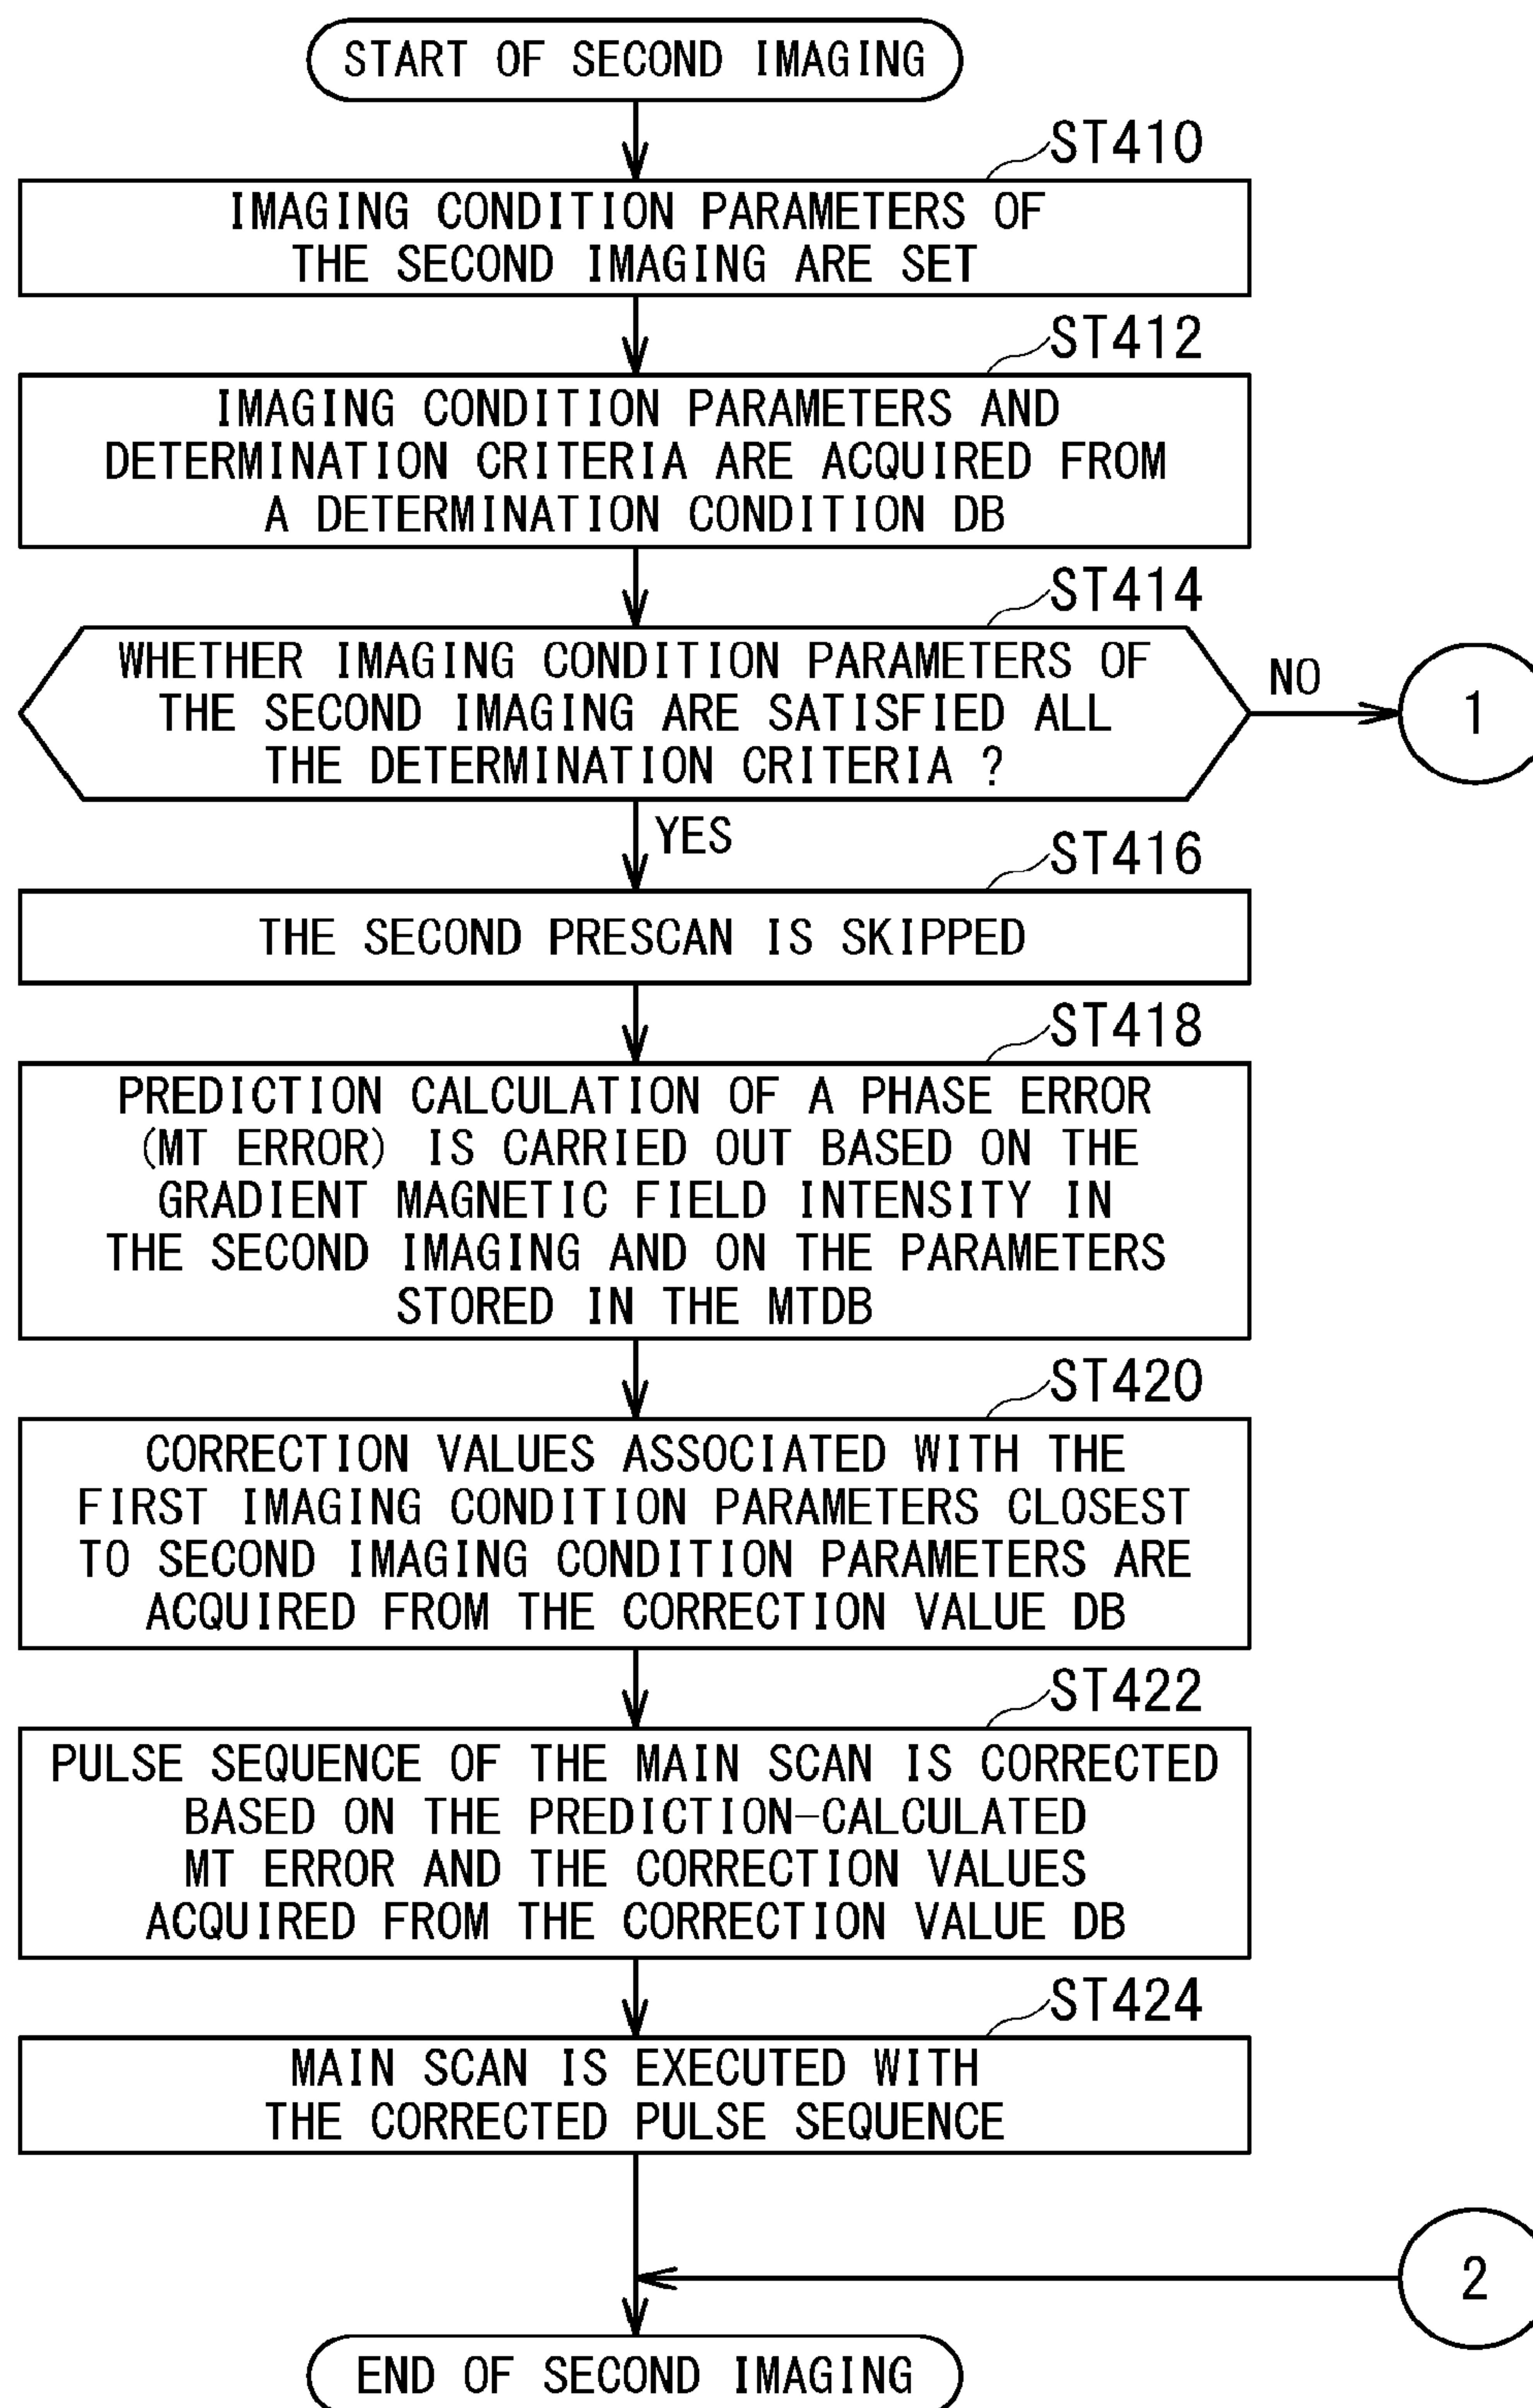 START OF SECOND IMAGING
ST410
IMAGING CONDITION PARAMETERS OF
THE SECOND IMAGING ARE SET
ST412
IMAGING CONDITION PARAMETERS AND
DETERMINATION CRITERIA ARE ACQUIRED FROM
A DETERMINATION CONDITION DB
ST414
WHETHER IMAGING CONDITION PARAMETERS OF
THE SECOND IMAGING ARE SATISFIED ALL
THE DETERMINATION CRITERIA ?
NO
1
YES
ST416
THE SECOND PRESCAN IS SKIPPED
ST418
PREDICTION CALCULATION OF A PHASE ERROR
(MT ERROR) IS CARRIED OUT BASED ON THE
GRADIENT MAGNETIC FIELD INTENSITY IN
THE SECOND IMAGING AND ON THE PARAMETERS
STORED IN THE MTDB
ST420
CORRECTION VALUES ASSOCIATED WITH THE
FIRST IMAGING CONDITION PARAMETERS CLOSEST
TO SECOND IMAGING CONDITION PARAMETERS ARE
ACQUIRED FROM THE CORRECTION VALUE DB
ST422
PULSE SEQUENCE OF THE MAIN SCAN IS CORRECTED
BASED ON THE PREDICTION-CALCULATED
MT ERROR AND THE CORRECTION VALUES
ACQUIRED FROM THE CORRECTION VALUE DB
ST424
MAIN SCAN IS EXECUTED WITH
THE CORRECTED PULSE SEQUENCE
2
END OF SECOND IMAGING